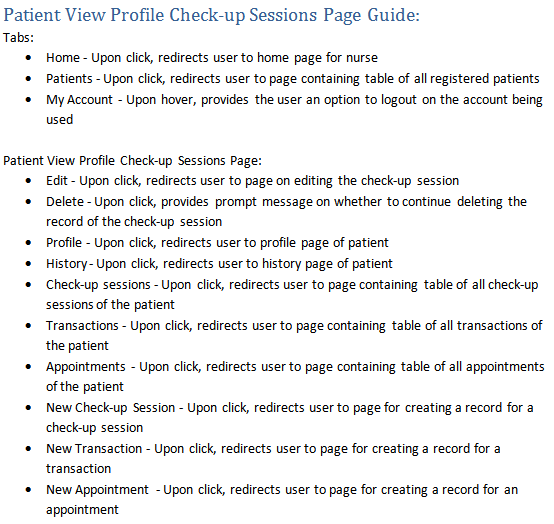 Patient View Profile Check-up Sessions Page Guide:
Tabs:
• Home - Upon click, redirects user to home page for nurse
• Patients - Upon click, redirects user to page containing table of all registered patients
• My Account - Upon hover, provides the user an option to logout on the account being
used
Patient View Profile Check-up Sessions Page:
• Edit - Upon click, redirects user to page on editing the check-up session
• Delete - Upon click, provides prompt message on whether to continue deleting the
record of the check-up session
• Profile - Upon click, redirects user to profile page of patient
• History - Upon click, redirects user to history page of patient
• Check-up sessions - Upon click, redirects user to page containing table of all check-up
sessions of the patient
• Transactions - Upon click, redirects user to page containing table of all transactions of
the patient
• Appointments - Upon click, redirects user to page containing table of all appointments
of the patient
• New Check-up Session - Upon click, redirects user to page for creating a record for a
check-up session
• New Transaction - Upon click, redirects user to page for creating a record for a
transaction
• New Appointment - Upon click, redirects user to page for creating a record for an
appointment